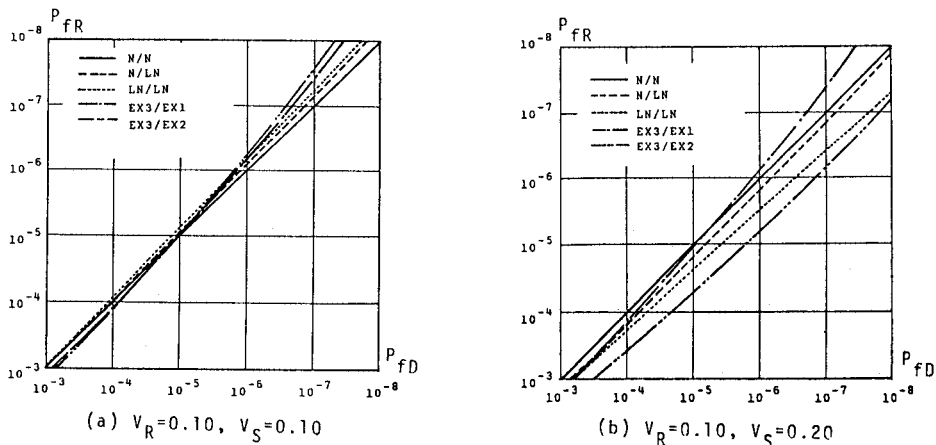 P_fR
10^-8
10^-7
10^-6
10^-5
10^-4
10^-3
N/N
N/LN
LN/LN
EX3/EX1
EX3/EX2
P_fD
10^-3 10^-4 10^-5 10^-6 10^-7 10^-8
(a) V_R=0.10, V_S=0.10
P_fR
10^-8
10^-7
10^-6
10^-5
10^-4
10^-3
N/N
N/LN
LN/LN
EX3/EX1
EX3/EX2
P_fD
10^-3 10^-4 10^-5 10^-6 10^-7 10^-8
(b) V_R=0.10, V_S=0.20